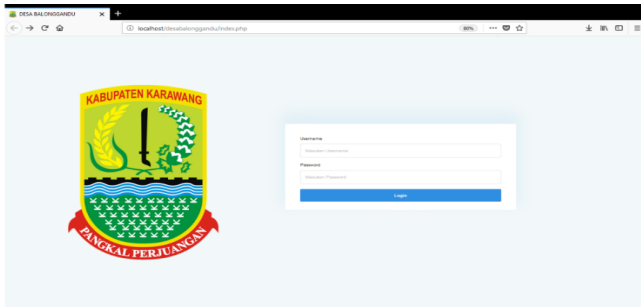 DESA BALONGGANDU
localhost/desabalonggandu/index.php
80%
KABUPATEN KARAWANG
PANGKAL PERJUANGAN
Username
Masukan Username
Password
Masukan Password
Login